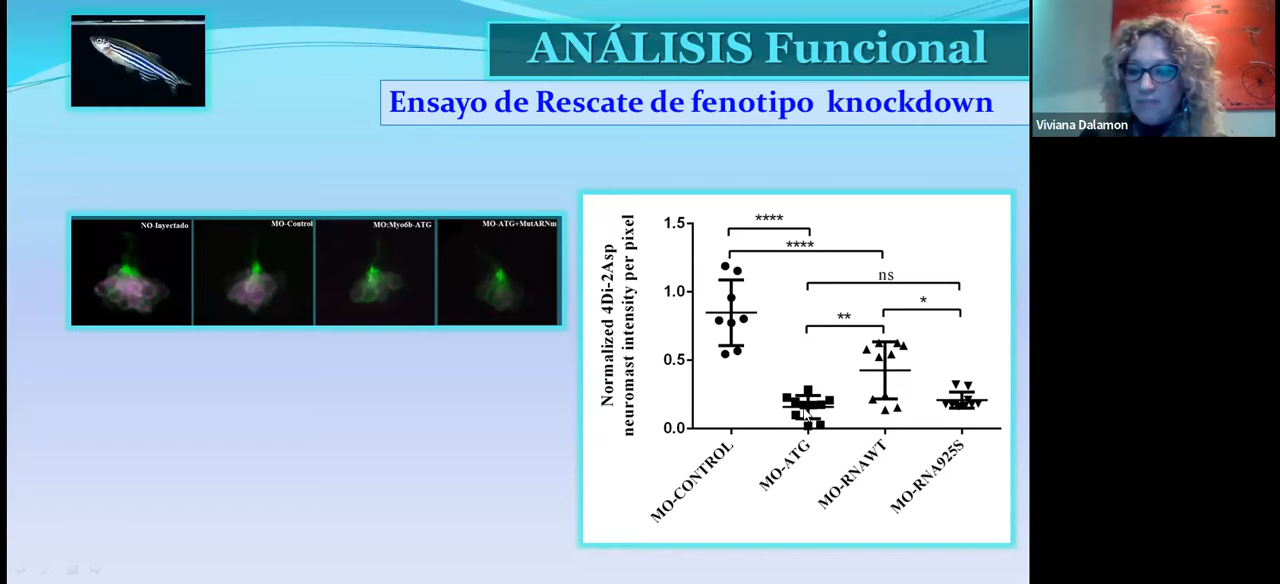 ANÁLISIS Funcional
Ensayo de Rescate de fenotipo knockdown
Viviana Dalamon
NO-Inyectado
MO-Control
MO:Myo6b-ATG
MO-ATG+MutARNm
Normalized 4Di-2Asp
neuromast intensity per pixel
1.5
1.0
0.5
0.0
****
****
ns
*
**
MO-CONTROL
MO-ATG
MO-RNAWT
MO-RNA925S